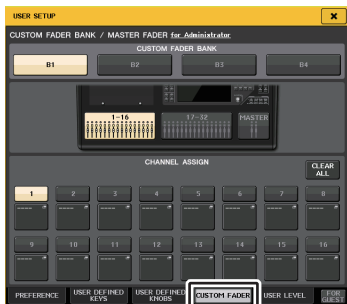 USER SETUP
CUSTOM FADER BANK / MASTER FADER for Administrator
CUSTOM FADER BANK
B1 B2 B3 B4
1-16 17-32 MASTER
CHANNEL ASSIGN
CLEAR ALL
1 2 3 4 5 6 7 8
---- ---- ---- ---- ---- ---- ---- ----
9 10 11 12 13 14 15 16
---- ---- ---- ---- ---- ---- ---- ----
PREFERENCE USER DEFINED KEYS USER DEFINED KNOBS CUSTOM FADER USER LEVEL FOR GUEST